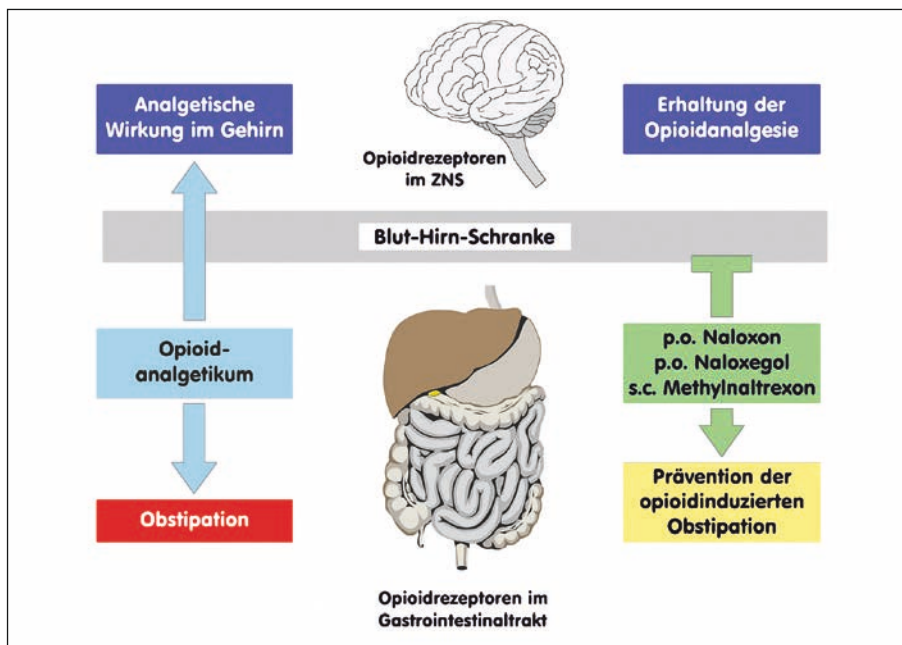 Analgetische
Wirkung im Gehirn
Opioidrezeptoren
im ZNS
Erhaltung der
Opioidanalgesie
Blut-Hirn-Schranke
Opioid-
analgetikum
p.o. Naloxon
p.o. Naloxegol
s.c. Methylnaltrexon
Obstipation
Prävention der
opioidinduzierten
Obstipation
Opioidrezeptoren im
Gastrointestinaltrakt